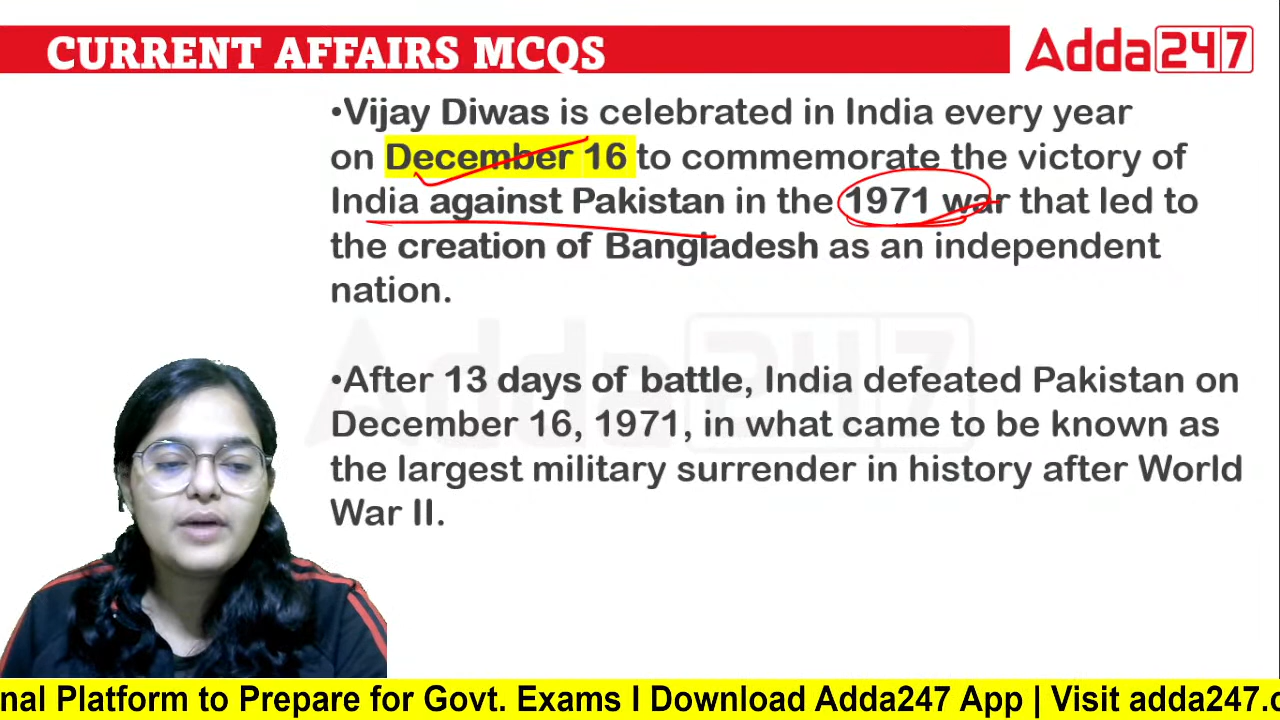 CURRENT AFFAIRS MCQS
Adda247
•Vijay Diwas is celebrated in India every year
on December 16 to commemorate the victory of
India against Pakistan in the 1971 war that led to
the creation of Bangladesh as an independent
nation.
Adda247
•After 13 days of battle, India defeated Pakistan on
December 16, 1971, in what came to be known as
the largest military surrender in history after World
War II.
nal Platform to Prepare for Govt. Exams I Download Adda247 App | Visit adda247.c